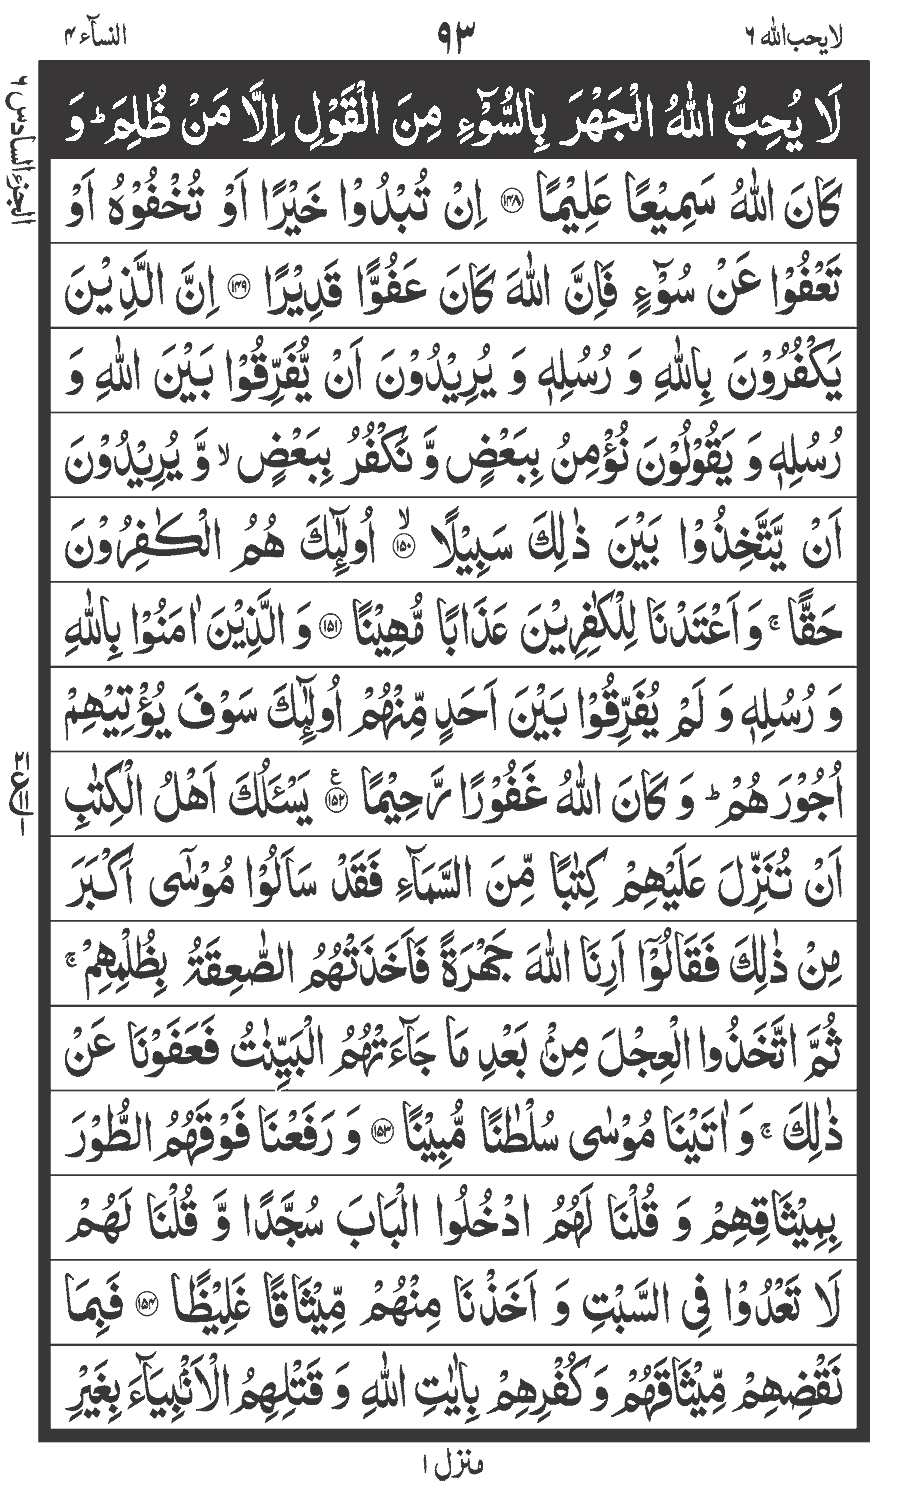 لا یحب الله ۶
۹۳
النسآء ۴
الجزء السادس ۶
لَا يُحِبُّ اللّٰهُ الْجَهْرَ بِالسُّوْٓءِ مِنَ الْقَوْلِ اِلَّا مَنْ ظُلِمَ ؕ وَ
كَانَ اللّٰهُ سَمِيْعًا عَلِيْمًا ﴿۱۴۸﴾ اِنْ تُبْدُوْا خَيْرًا اَوْ تُخْفُوْهُ اَوْ
تَعْفُوْا عَنْ سُوْٓءٍ فَاِنَّ اللّٰهَ كَانَ عَفُوًّا قَدِيْرًا ﴿۱۴۹﴾ اِنَّ الَّذِيْنَ
يَكْفُرُوْنَ بِاللّٰهِ وَ رُسُلِهٖ وَ يُرِيْدُوْنَ اَنْ يُّفَرِّقُوْا بَيْنَ اللّٰهِ وَ
رُسُلِهٖ وَ يَقُوْلُوْنَ نُؤْمِنُ بِبَعْضٍ وَّ نَكْفُرُ بِبَعْضٍ ۙ وَّ يُرِيْدُوْنَ
اَنْ يَّتَّخِذُوْا بَيْنَ ذٰلِكَ سَبِيْلًا ﴿ۙ۱۵۰﴾ اُولٰٓئِكَ هُمُ الْكٰفِرُوْنَ
حَقًّا ۚ وَ اَعْتَدْنَا لِلْكٰفِرِيْنَ عَذَابًا مُّهِيْنًا ﴿۱۵۱﴾ وَ الَّذِيْنَ اٰمَنُوْا بِاللّٰهِ
وَ رُسُلِهٖ وَ لَمْ يُفَرِّقُوْا بَيْنَ اَحَدٍ مِّنْهُمْ اُولٰٓئِكَ سَوْفَ يُؤْتِيْهِمْ
اُجُوْرَهُمْ ؕ وَ كَانَ اللّٰهُ غَفُوْرًا رَّحِيْمًا ﴿۱۵۲﴾ ع يَسْـَٔلُكَ اَهْلُ الْكِتٰبِ
اَنْ تُنَزِّلَ عَلَيْهِمْ كِتٰبًا مِّنَ السَّمَآءِ فَقَدْ سَاَلُوْا مُوْسٰٓى اَكْبَرَ
مِنْ ذٰلِكَ فَقَالُوْٓا اَرِنَا اللّٰهَ جَهْرَةً فَاَخَذَتْهُمُ الصّٰعِقَةُ بِظُلْمِهِمْ ۚ
ثُمَّ اتَّخَذُوا الْعِجْلَ مِنْۢ بَعْدِ مَا جَآءَتْهُمُ الْبَيِّنٰتُ فَعَفَوْنَا عَنْ
ذٰلِكَ ۚ وَ اٰتَيْنَا مُوْسٰى سُلْطٰنًا مُّبِيْنًا ﴿۱۵۳﴾ وَ رَفَعْنَا فَوْقَهُمُ الطُّوْرَ
بِمِيْثَاقِهِمْ وَ قُلْنَا لَهُمُ ادْخُلُوا الْبَابَ سُجَّدًا وَّ قُلْنَا لَهُمْ
لَا تَعْدُوْا فِى السَّبْتِ وَ اَخَذْنَا مِنْهُمْ مِّيْثَاقًا غَلِيْظًا ﴿۱۵۴﴾ فَبِمَا
نَقْضِهِمْ مِّيْثَاقَهُمْ وَ كُفْرِهِمْ بِاٰيٰتِ اللّٰهِ وَ قَتْلِهِمُ الْاَنْۢبِيَآءَ بِغَيْرِ
منزل ۱